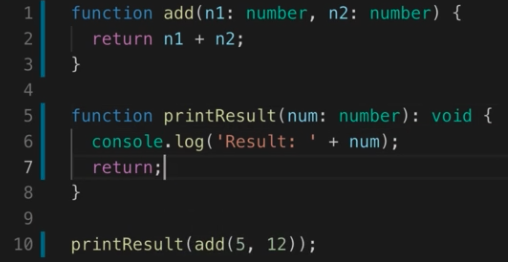 1 function add(n1: number, n2: number) {
2   return n1 + n2;
3 }
4
5 function printResult(num: number): void {
6   console.log('Result: ' + num);
7   return;
8 }
9
10 printResult(add(5, 12));